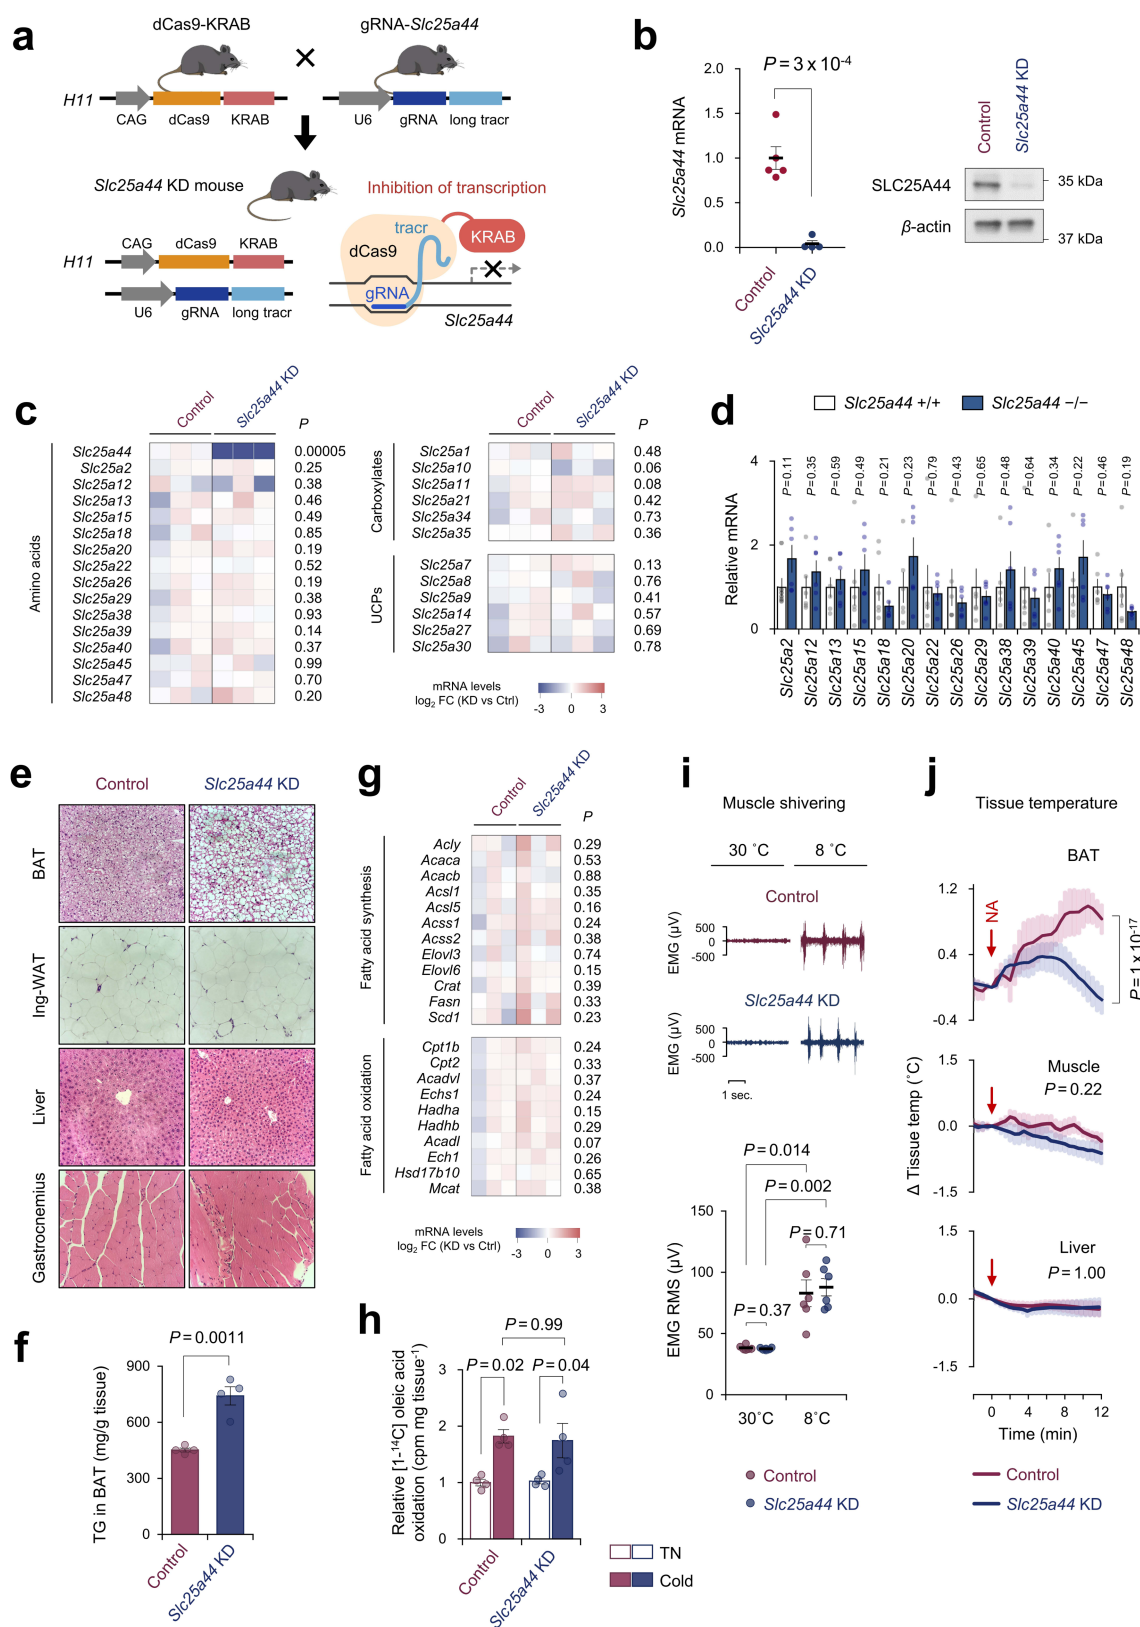 a
dCas9-KRAB
gRNA-Slc25a44
H11
CAG
dCas9
KRAB
U6
gRNA
long tracr
Slc25a44 KD mouse
Inhibition of transcription
CAG
dCas9
KRAB
H11
U6
gRNA
long tracr
tracr
dCas9
KRAB
gRNA
Slc25a44
b
P = 3 x 10-4
Slc25a44 mRNA
2.0
1.0
0.5
0.0
Control
Slc25a44 KD
Control
Slc25a44 KD
SLC25A44
35 kDa
β-actin
37 kDa
c
Control
Slc25a44 KD
P
Amino acids
Slc25a44 0.00005
Slc25a2 0.25
Slc25a12 0.38
Slc25a13 0.46
Slc25a15 0.49
Slc25a18 0.85
Slc25a20 0.19
Slc25a22 0.52
Slc25a26 0.19
Slc25a29 0.38
Slc25a38 0.93
Slc25a39 0.14
Slc25a40 0.37
Slc25a45 0.99
Slc25a47 0.70
Slc25a48 0.20
Control
Slc25a44 KD
P
Carboxylates
Slc25a1 0.48
Slc25a10 0.06
Slc25a11 0.08
Slc25a21 0.42
Slc25a34 0.73
Slc25a35 0.36
UCPs
Slc25a7 0.13
Slc25a8 0.76
Slc25a9 0.41
Slc25a14 0.57
Slc25a27 0.69
Slc25a30 0.78
mRNA levels
log2 FC (KD vs Ctrl)
-3 0 3
d
Slc25a44 +/+
Slc25a44 −/−
Relative mRNA
4
2
0
P=0.11
P=0.35
P=0.59
P=0.49
P=0.21
P=0.23
P=0.79
P=0.43
P=0.65
P=0.48
P=0.64
P=0.34
P=0.22
P=0.46
P=0.19
Slc25a2
Slc25a12
Slc25a13
Slc25a15
Slc25a18
Slc25a20
Slc25a22
Slc25a26
Slc25a29
Slc25a38
Slc25a39
Slc25a40
Slc25a45
Slc25a47
Slc25a48
e
Control
Slc25a44 KD
BAT
Ing-WAT
Liver
Gastrocnemius
f
P = 0.0011
TG in BAT (mg/g tissue)
900
600
300
0
Control
Slc25a44 KD
g
Control
Slc25a44 KD
P
Fatty acid synthesis
Acly 0.29
Acaca 0.53
Acacb 0.88
Acsl1 0.35
Acsl5 0.16
Acss1 0.24
Acss2 0.38
Elovl3 0.74
Elovl6 0.15
Crat 0.39
Fasn 0.33
Scd1 0.23
Fatty acid oxidation
Cpt1b 0.24
Cpt2 0.33
Acadvl 0.37
Echs1 0.24
Hadha 0.15
Hadhb 0.29
Acadl 0.07
Ech1 0.26
Hsd17b10 0.65
Mcat 0.38
mRNA levels
log2 FC (KD vs Ctrl)
-3 0 3
h
P = 0.99
P = 0.02
P = 0.04
Relative [1-14C] oleic acid
oxidation (cpm mg tissue-1)
3
2
1
0
Control
Slc25a44 KD
TN
Cold
i
Muscle shivering
30 ˚C
8 ˚C
Control
EMG (µV)
500
0
-500
Slc25a44 KD
EMG (µV)
500
0
-500
1 sec.
P = 0.014
P = 0.002
P = 0.71
P = 0.37
EMG RMS (µV)
150
100
50
0
30˚C
8˚C
Control
Slc25a44 KD
j
Tissue temperature
BAT
NA
1.2
0.4
-0.4
P = 1 x 10-17
Δ Tissue temp (˚C)
Muscle
P = 0.22
1.5
0.0
-1.5
Liver
P = 1.00
1.5
0.0
-1.5
0 4 8 12
Time (min)
Control
Slc25a44 KD